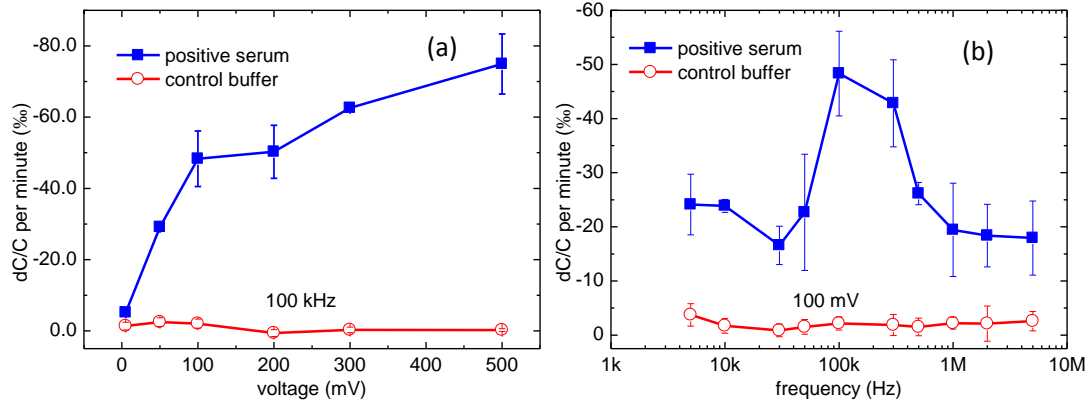 dC/C per minute (‰)
-80.0
-60.0
-40.0
-20.0
0.0
positive serum
control buffer
(a)
100 kHz
0 100 200 300 400 500
voltage (mV)
dC/C per minute (‰)
-60
-50
-40
-30
-20
-10
0
positive serum
control buffer
(b)
100 mV
1k 10k 100k 1M 10M
frequency (Hz)